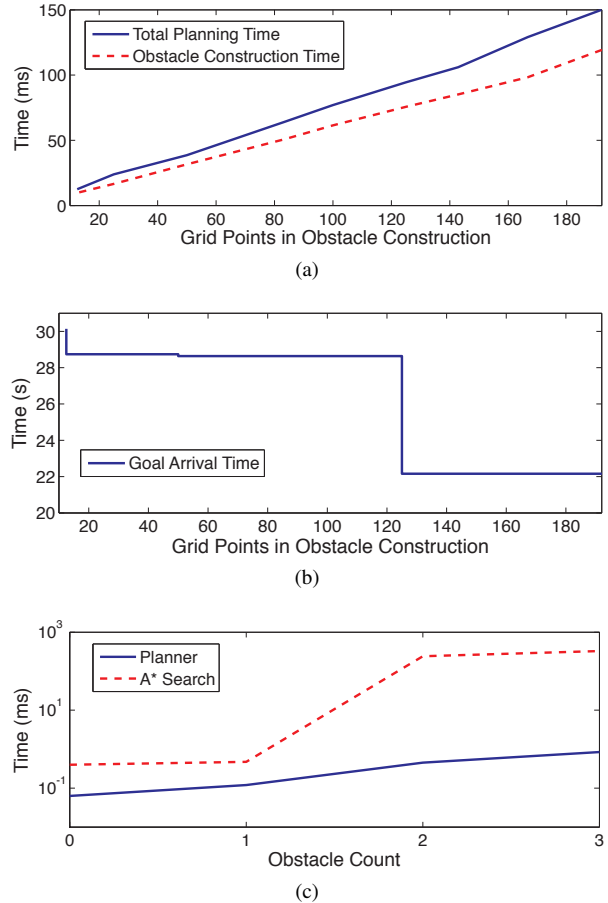 150
100
50
0
Time (ms)
Total Planning Time
Obstacle Construction Time
20 40 60 80 100 120 140 160 180
Grid Points in Obstacle Construction
(a)
30
28
26
24
22
20
Time (s)
Goal Arrival Time
20 40 60 80 100 120 140 160 180
Grid Points in Obstacle Construction
(b)
10^3
10^1
10^-1
Time (ms)
Planner
A* Search
0 1 2 3
Obstacle Count
(c)